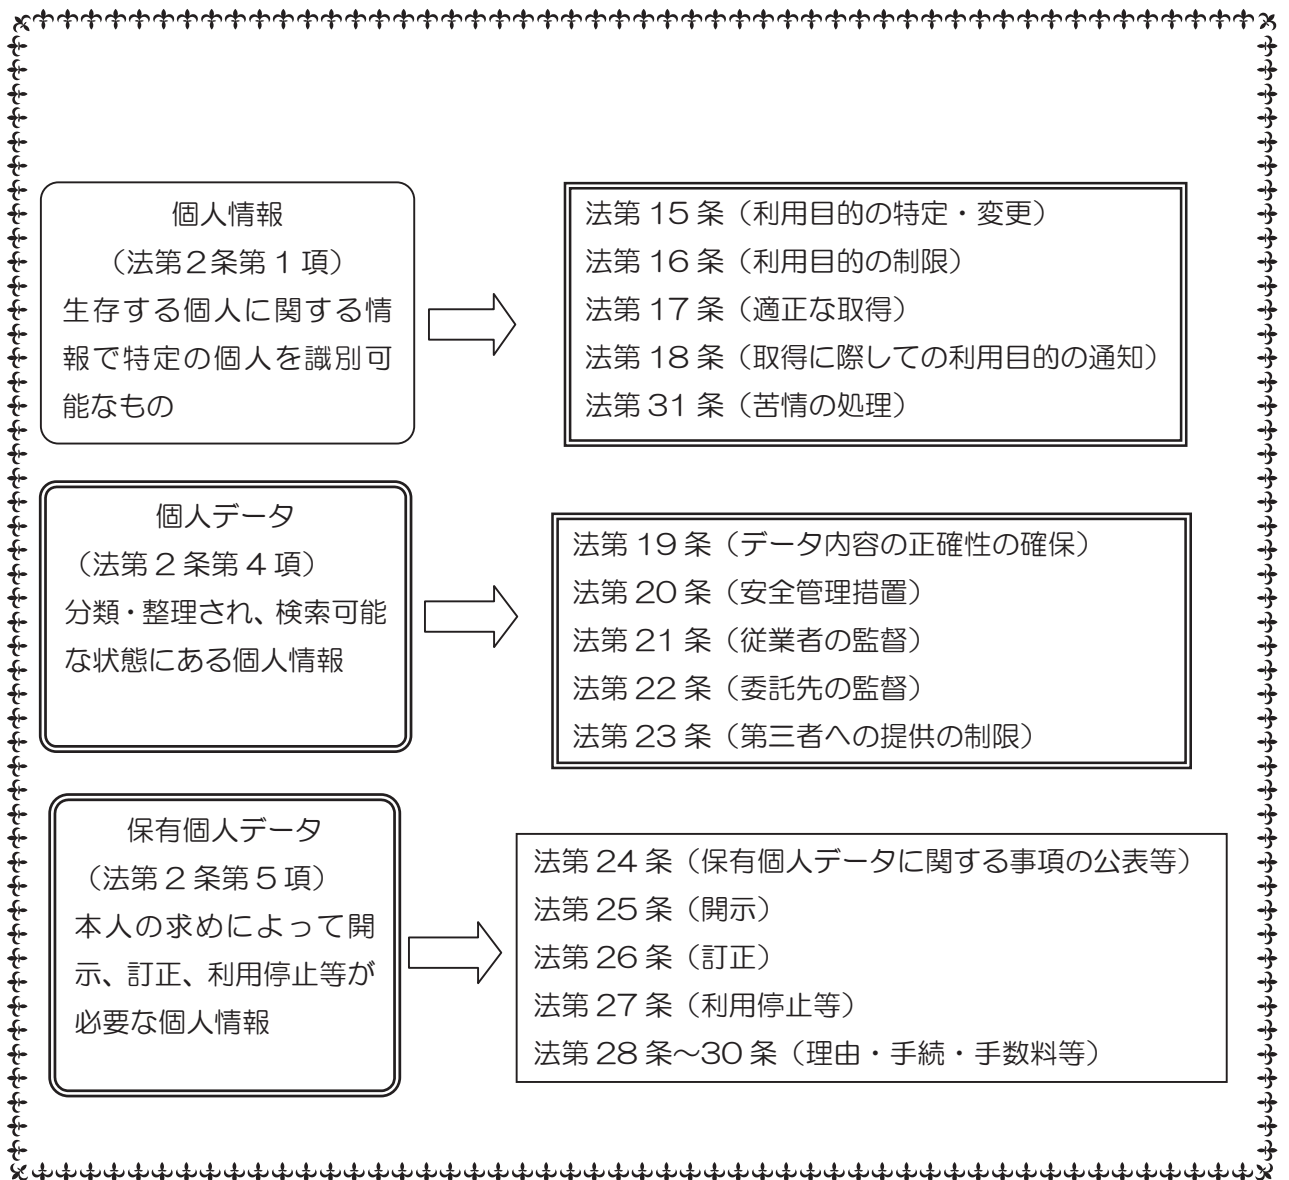 個人情報
（法第２条第１項）
生存する個人に関する情
報で特定の個人を識別可
能なもの
法第 15 条（利用目的の特定・変更）
法第 16 条（利用目的の制限）
法第 17 条（適正な取得）
法第 18 条（取得に際しての利用目的の通知）
法第 31 条（苦情の処理）
個人データ
（法第２条第４項）
分類・整理され、検索可能
な状態にある個人情報
法第 19 条（データ内容の正確性の確保）
法第 20 条（安全管理措置）
法第 21 条（従業者の監督）
法第 22 条（委託先の監督）
法第 23 条（第三者への提供の制限）
保有個人データ
（法第２条第５項）
本人の求めによって開
示、訂正、利用停止等が
必要な個人情報
法第 24 条（保有個人データに関する事項の公表等）
法第 25 条（開示）
法第 26 条（訂正）
法第 27 条（利用停止等）
法第 28 条～30 条（理由・手続・手数料等）